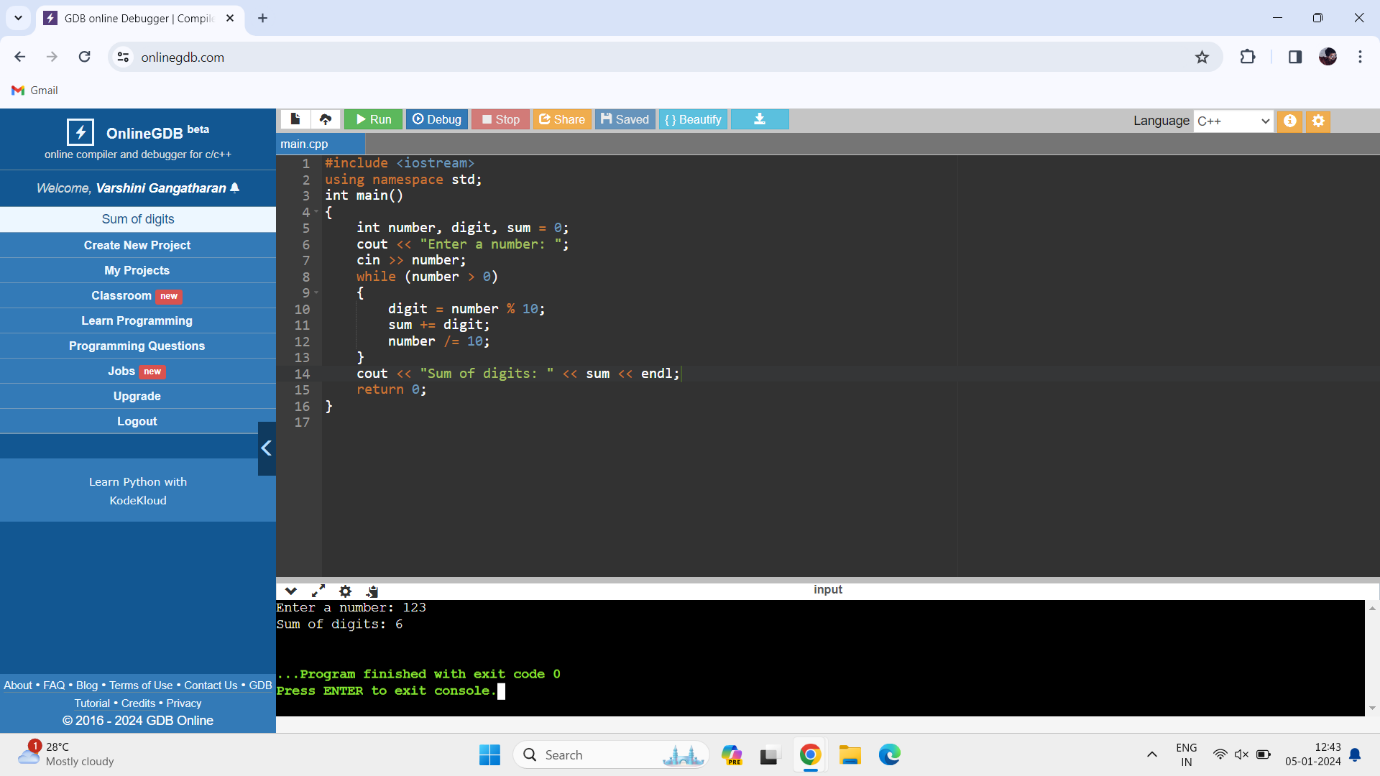 GDB online Debugger | Compil
onlinegdb.com
Gmail
OnlineGDB beta
online compiler and debugger for c/c++
Welcome, Varshini Gangatharan
Sum of digits
Create New Project
My Projects
Classroom new
Learn Programming
Programming Questions
Jobs new
Upgrade
Logout
Learn Python with
KodeKloud
About • FAQ • Blog • Terms of Use • Contact Us • GDB
Tutorial • Credits • Privacy
© 2016 - 2024 GDB Online
Run Debug Stop Share Saved { } Beautify Language C++
main.cpp
1 #include <iostream>
2 using namespace std;
3 int main()
4 {
5 int number, digit, sum = 0;
6 cout << "Enter a number: ";
7 cin >> number;
8 while (number > 0)
9 {
10 digit = number % 10;
11 sum += digit;
12 number /= 10;
13 }
14 cout << "Sum of digits: " << sum << endl;
15 return 0;
16 }
17
input
Enter a number: 123
Sum of digits: 6
...Program finished with exit code 0
Press ENTER to exit console.
1
28°C
Mostly cloudy
Search
PRE
ENG
IN
12:43
05-01-2024